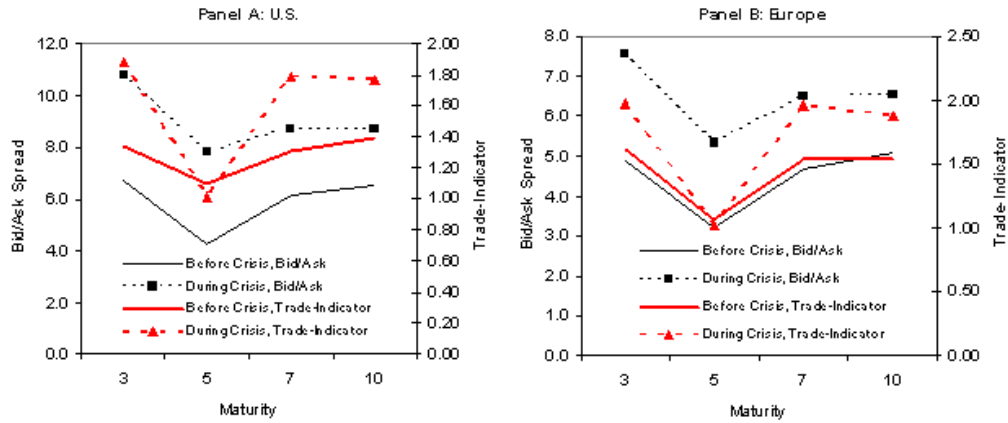 Panel A: U.S.
12.0
10.0
8.0
6.0
4.0
2.0
0.0
Bid/Ask Spread
2.00
1.80
1.60
1.40
1.20
1.00
0.80
0.60
0.40
0.20
0.00
Trade-Indicator
Before Crisis, Bid/Ask
During Crisis, Bid/Ask
Before Crisis, Trade-Indicator
During Crisis, Trade-Indicator
3 5 7 10
Maturity
Panel B: Europe
8.0
7.0
6.0
5.0
4.0
3.0
2.0
1.0
0.0
Bid/Ask Spread
2.50
2.00
1.50
1.00
0.50
0.00
Trade-Indicator
Before Crisis, Bid/Ask
During Crisis, Bid/Ask
Before Crisis, Trade-Indicator
During Crisis, Trade-Indicator
3 5 7 10
Maturity